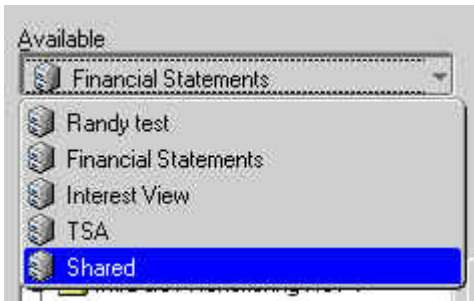 Available
Financial Statements
Randy test
Financial Statements
Interest View
TSA
Shared